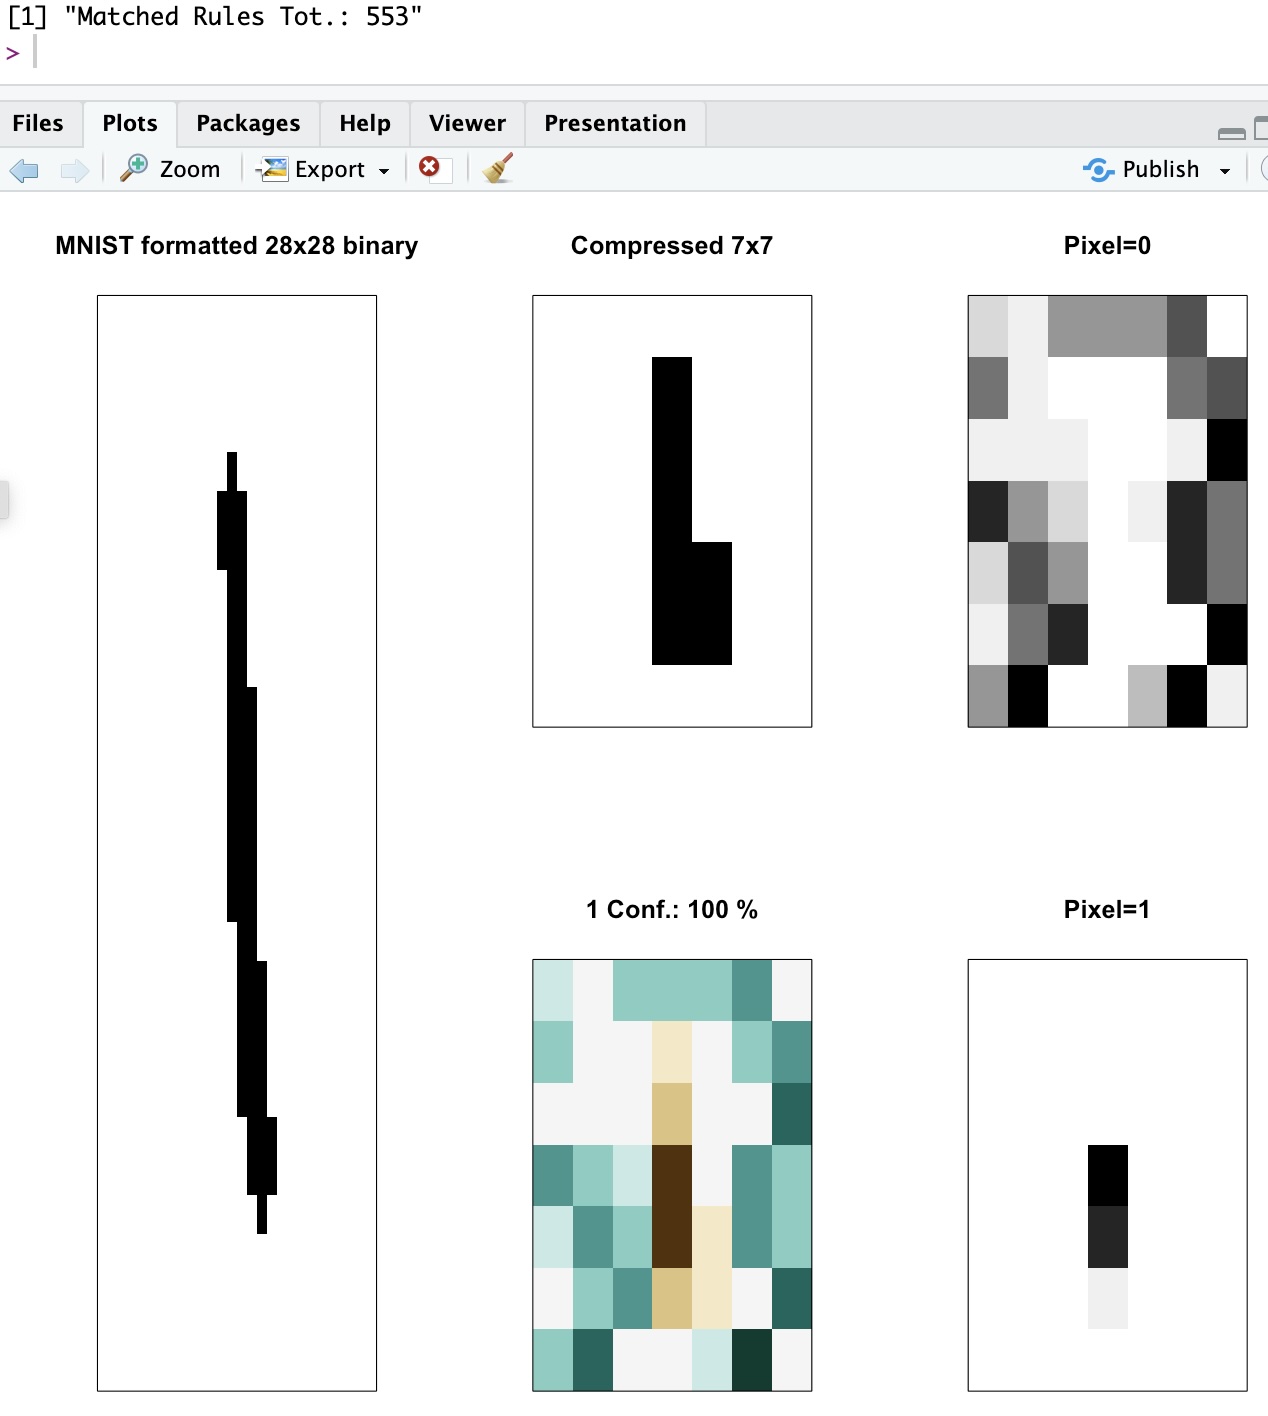 [1] "Matched Rules Tot.: 553"
>
Files Plots Packages Help Viewer Presentation
Zoom Export Publish
MNIST formatted 28x28 binary
Compressed 7x7
Pixel=0
1 Conf.: 100 %
Pixel=1